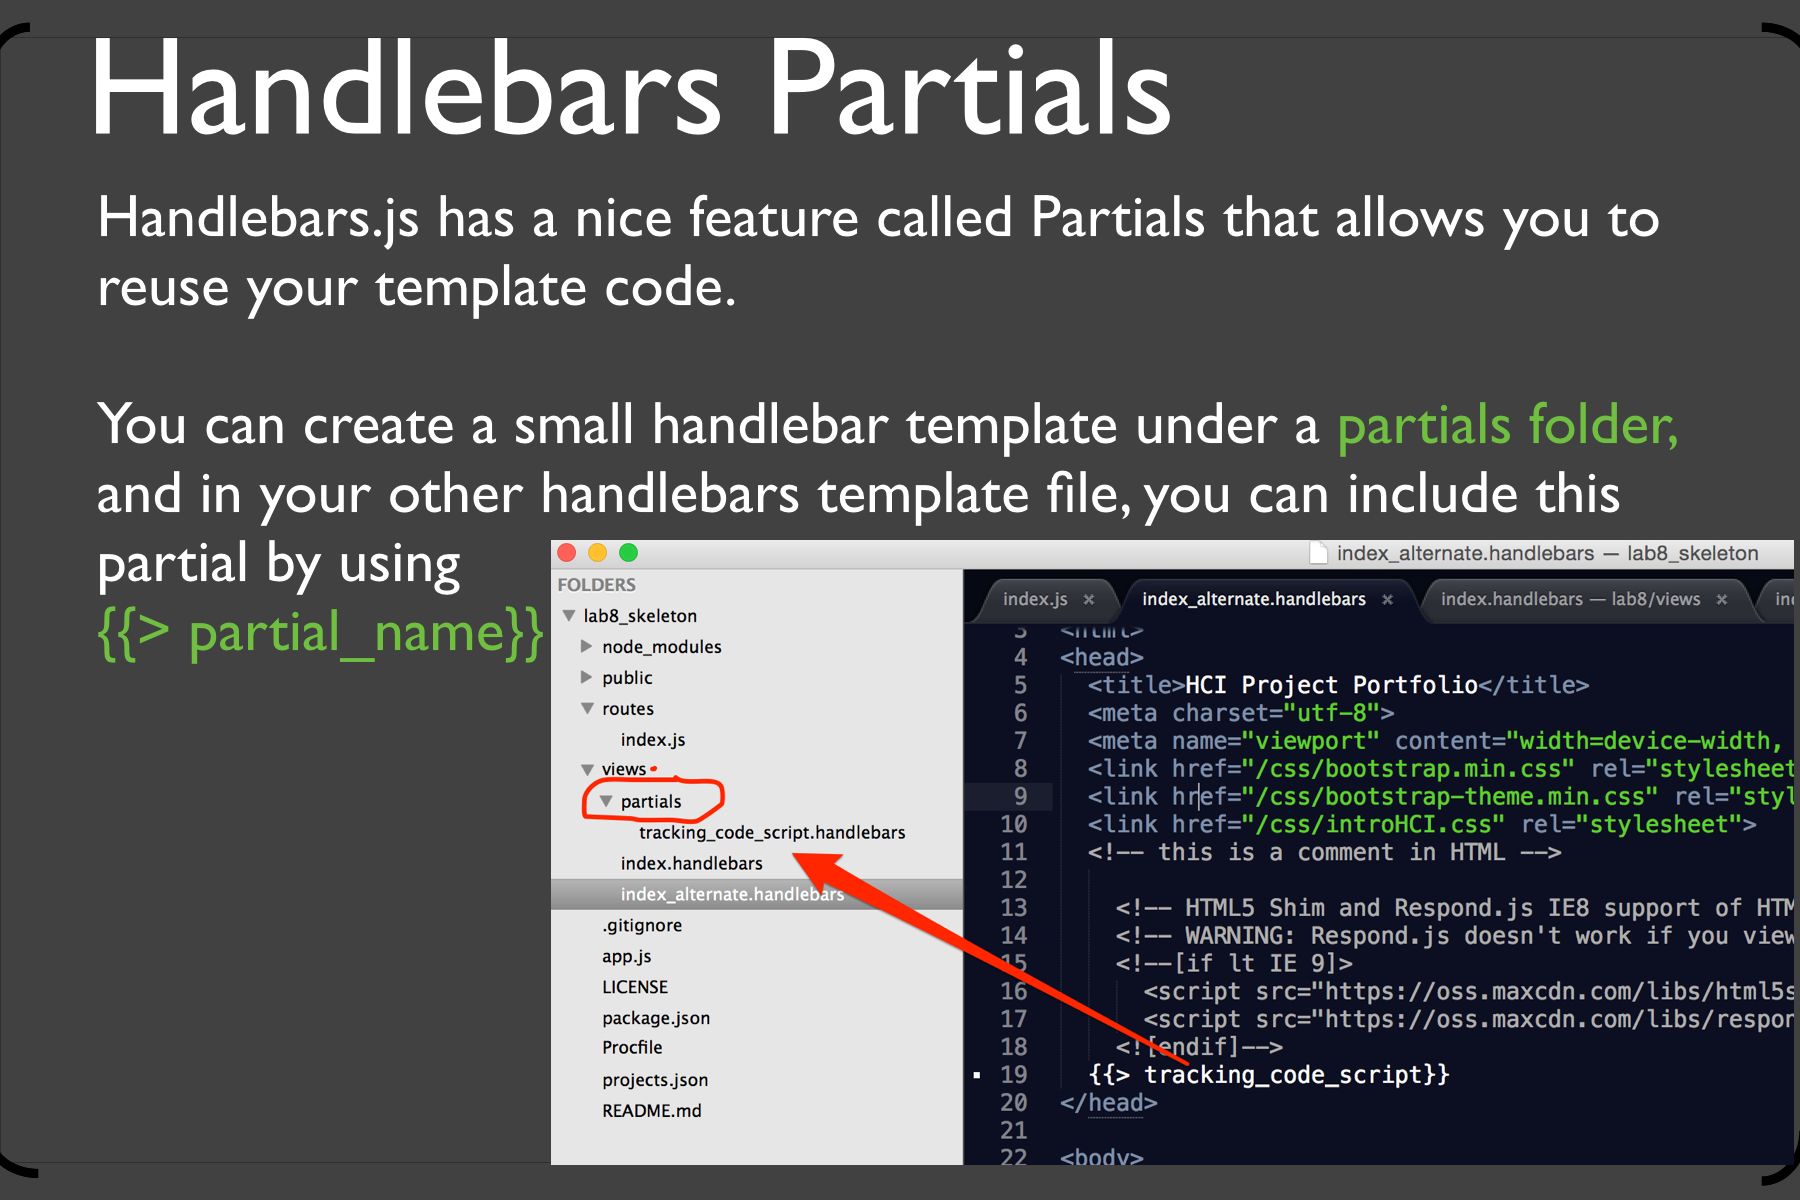 Handlebars Partials
Handlebars.js has a nice feature called Partials that allows you to
reuse your template code.
You can create a small handlebar template under a partials folder,
and in your other handlebars template file, you can include this
partial by using
{{> partial_name}}
index_alternate.handlebars — lab8_skeleton
FOLDERS
lab8_skeleton
node_modules
public
routes
index.js
views
partials
tracking_code_script.handlebars
index.handlebars
index_alternate.handlebars
.gitignore
app.js
LICENSE
package.json
Procfile
projects.json
README.md
index.js × index_alternate.handlebars × index.handlebars — lab8/views × in
3 <html>
4 <head>
5 <title>HCI Project Portfolio</title>
6 <meta charset="utf-8">
7 <meta name="viewport" content="width=device-width,
8 <link href="/css/bootstrap.min.css" rel="stylesheet
9 <link href="/css/bootstrap-theme.min.css" rel="styl
10 <link href="/css/introHCI.css" rel="stylesheet">
11 <!-- this is a comment in HTML -->
12
13 <!-- HTML5 Shim and Respond.js IE8 support of HTM
14 <!-- WARNING: Respond.js doesn't work if you view
15 <!--[if lt IE 9]>
16 <script src="https://oss.maxcdn.com/libs/html5s
17 <script src="https://oss.maxcdn.com/libs/respon
18 <![endif]-->
19 {{> tracking_code_script}}
20 </head>
21
22 <body>